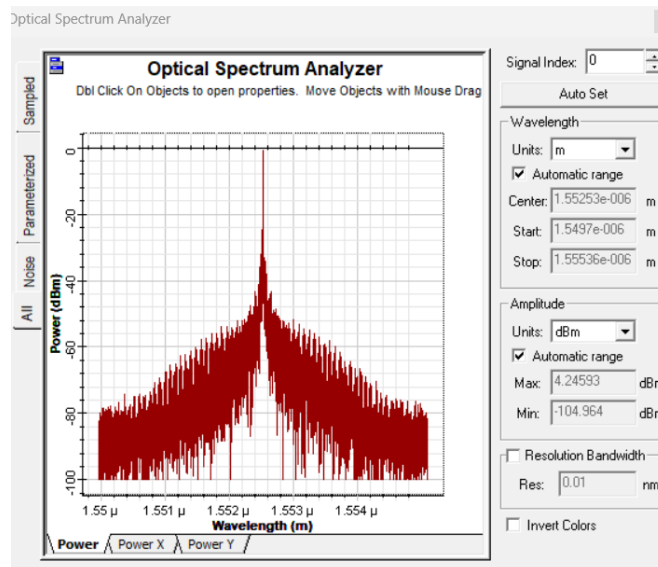 Optical Spectrum Analyzer
Optical Spectrum Analyzer
Dbl Click On Objects to open properties. Move Objects with Mouse Drag
Sampled
Parameterized
Noise
All
Power (dBm)
0
-20
-40
-60
-80
-100
1.55 µ 1.551 µ 1.552 µ 1.553 µ 1.554 µ
Wavelength (m)
Power Power X Power Y
Signal Index: 0
Auto Set
Wavelength
Units: m
Automatic range
Center: 1.55253e-006 m
Start: 1.5497e-006 m
Stop: 1.55536e-006 m
Amplitude
Units: dBm
Automatic range
Max: 4.24593 dBr
Min: -104.964 dBr
Resolution Bandwidth
Res: 0.01 nm
Invert Colors